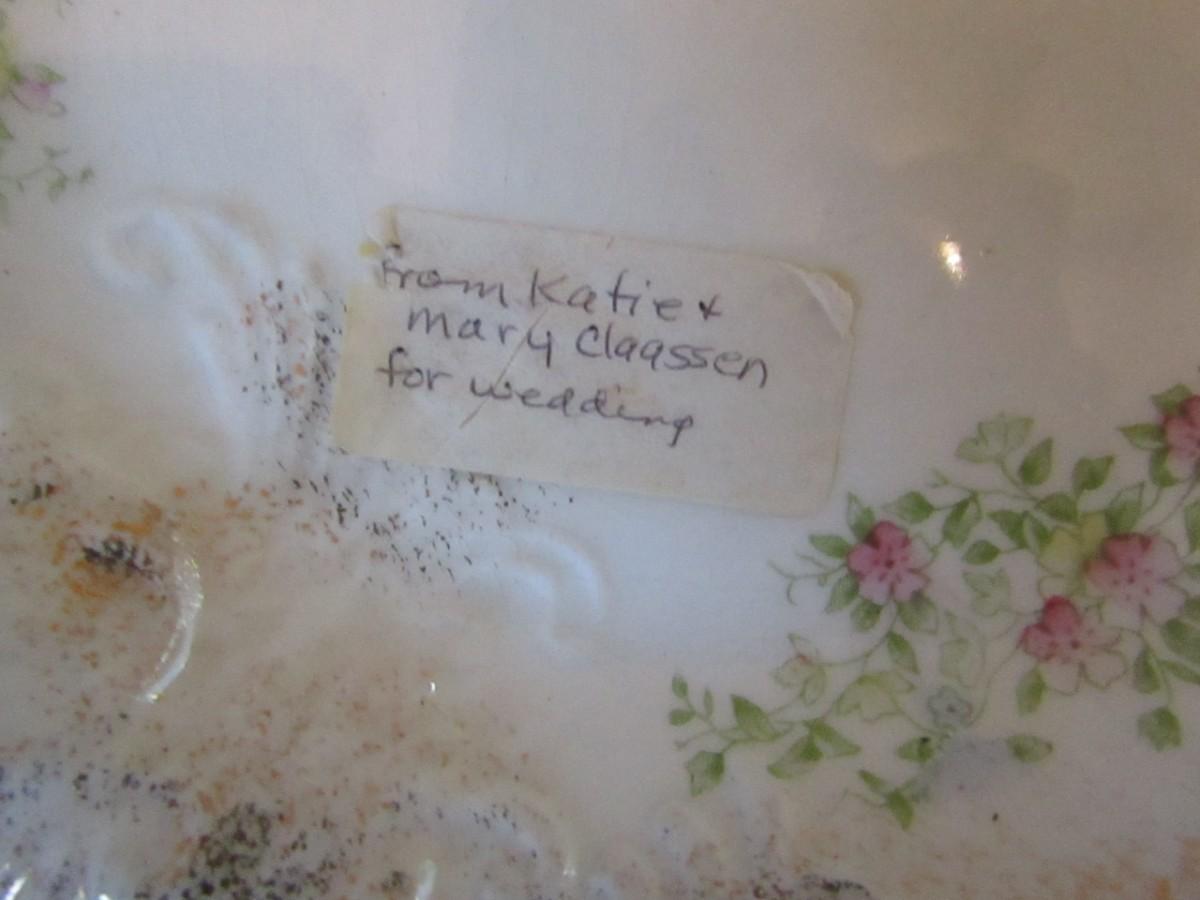 From Katie +
Mary Claassen
for wedding